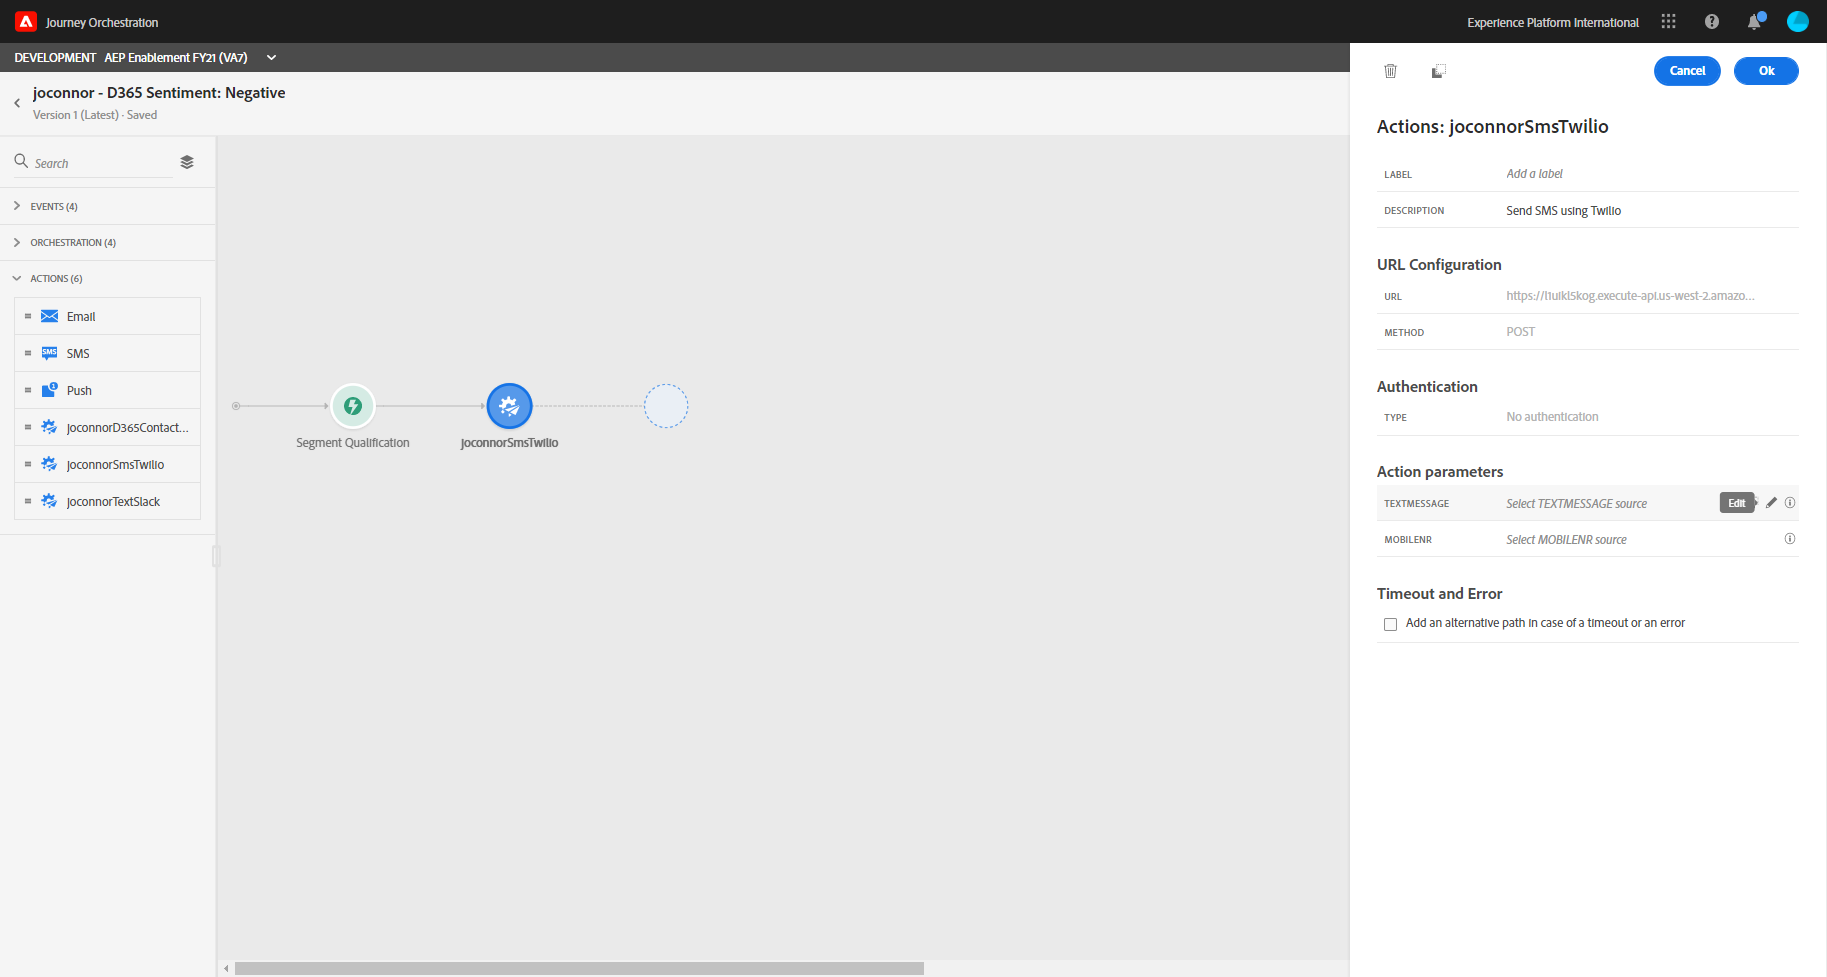 Journey Orchestration
Experience Platform International
DEVELOPMENT AEP Enablement FY21 (VA7)
joconnor - D365 Sentiment: Negative
Version 1 (Latest) · Saved
Cancel
Ok
Actions: joconnorSmsTwilio
LABEL Add a label
DESCRIPTION Send SMS using Twilio
URL Configuration
URL https://l1uikl5kog.execute-api.us-west-2.amazo...
METHOD POST
Authentication
TYPE No authentication
Action parameters
TEXTMESSAGE Select TEXTMESSAGE source Edit
MOBILENR Select MOBILENR source
Timeout and Error
Add an alternative path in case of a timeout or an error
Search
EVENTS (4)
ORCHESTRATION (4)
ACTIONS (6)
Email
SMS SMS
Push
joconnorD365Contact...
joconnorSmsTwilio
joconnorTextSlack
Segment Qualification
joconnorSmsTwilio